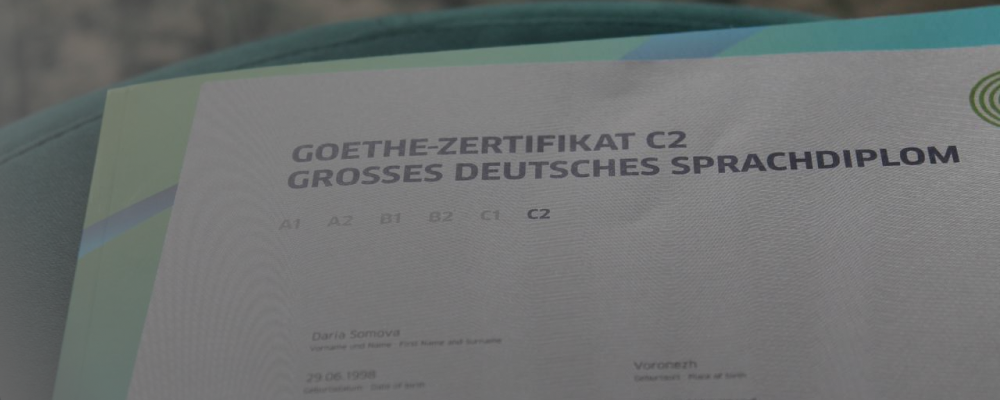 GOETHE-ZERTIFIKAT C2
GROSSES DEUTSCHES SPRACHDIPLOM
A1 A2 B1 B2 C1 C2
Daria Somova
Vorname und Name · First Name and Surname
29.06.1998
Geburtsdatum · Date of birth
Voronezh
Geburtsort · Place of birth